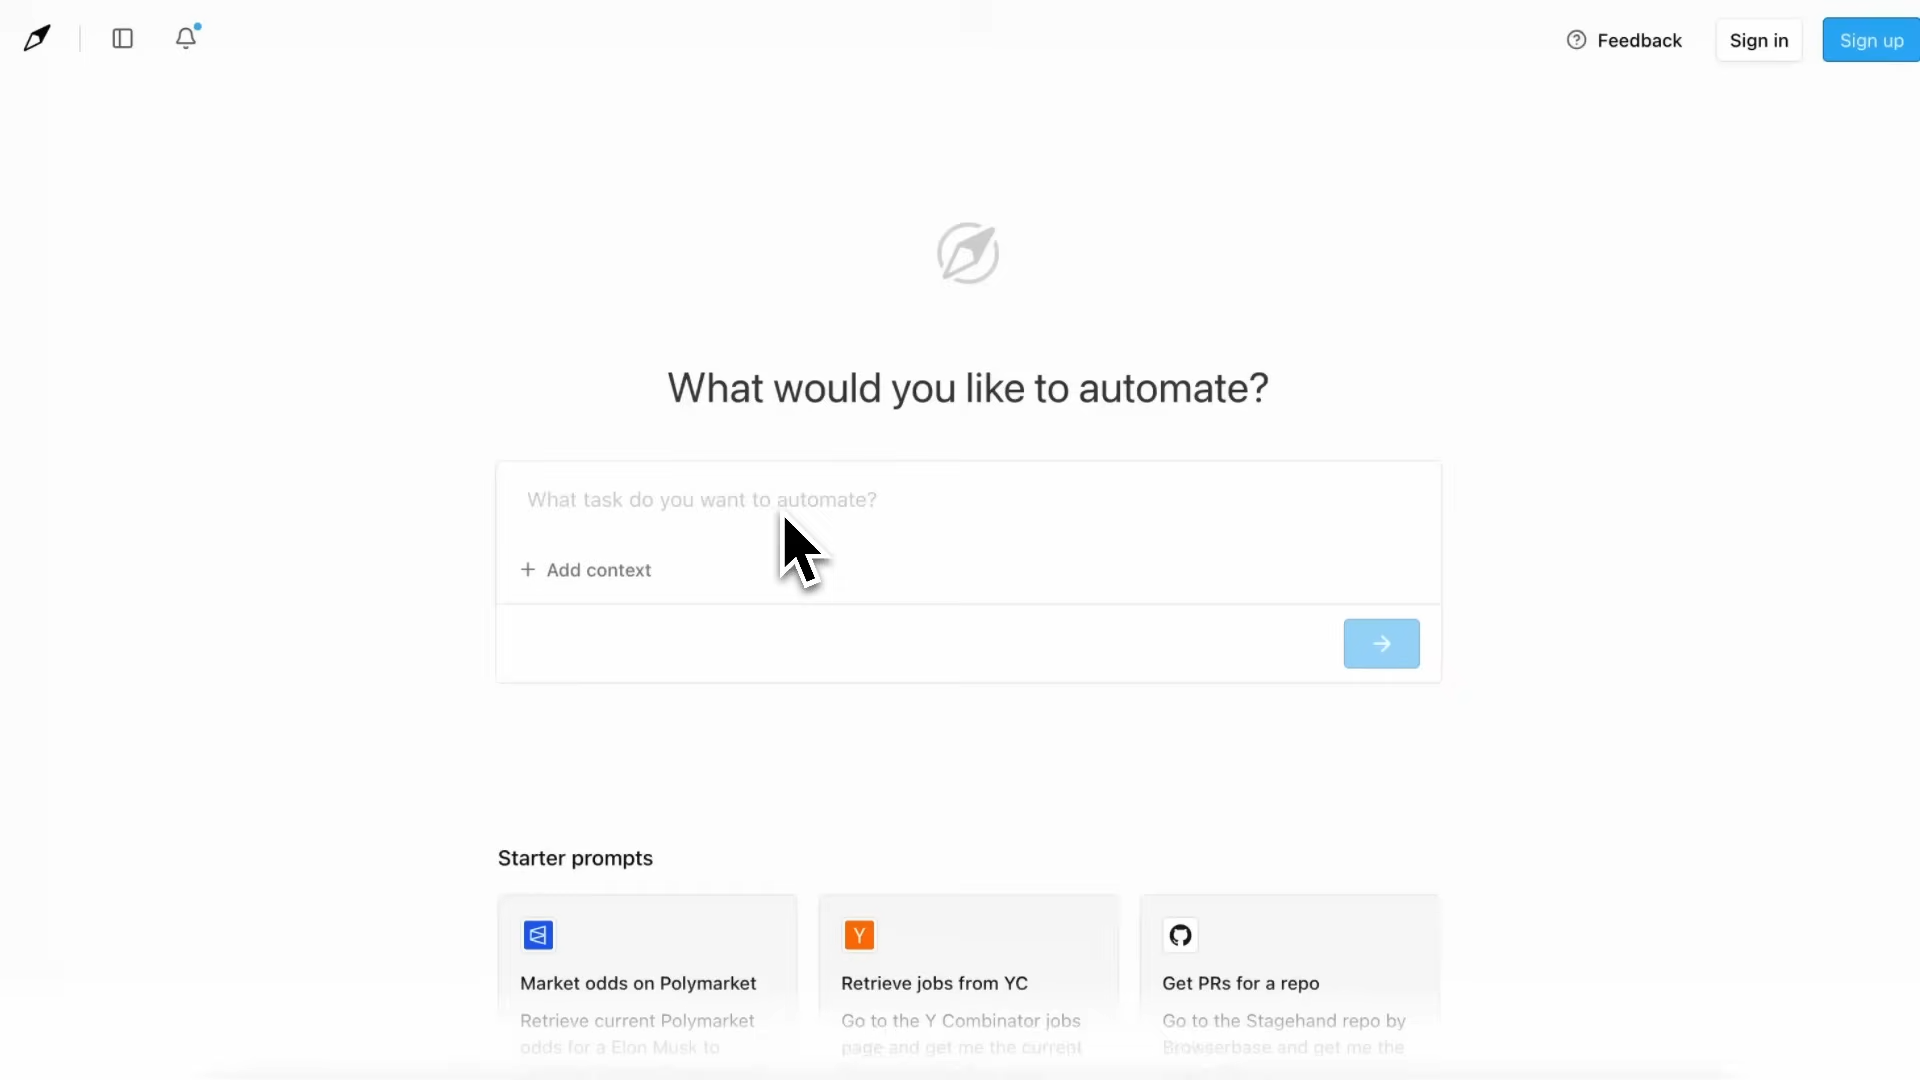 Feedback
Sign in
Sign up
What would you like to automate?
What task do you want to automate?
+ Add context
Starter prompts
Y
Market odds on Polymarket
Retrieve current Polymarket
odds for a Elon Musk to
Retrieve jobs from YC
Go to the Y Combinator jobs
page and get me the current
Get PRs for a repo
Go to the Stagehand repo by
Browserbase and get me the